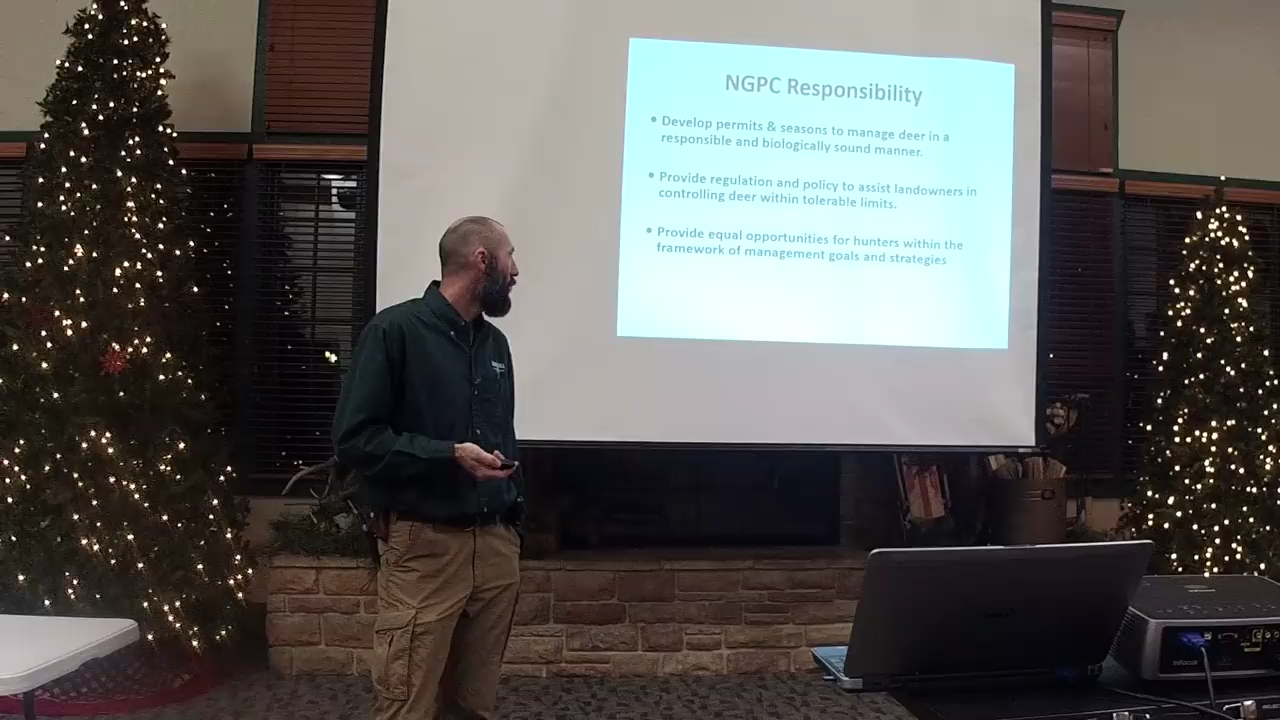 NGPC Responsibility
• Develop permits & seasons to manage deer in a
responsible and biologically sound manner.
• Provide regulation and policy to assist landowners in
controlling deer within tolerable limits.
• Provide equal opportunities for hunters within the
framework of management goals and strategies
InFocus